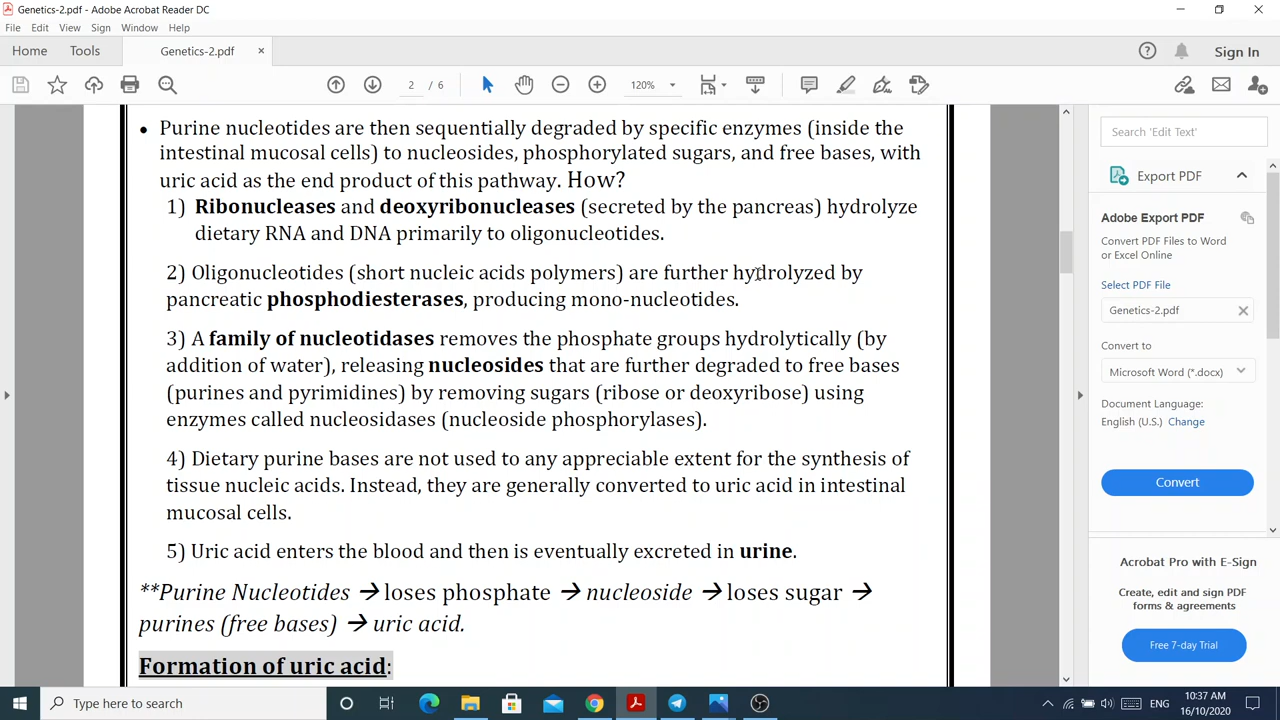 Genetics-2.pdf - Adobe Acrobat Reader DC
File Edit View Sign Window Help
Home Tools Genetics-2.pdf × Sign In
2 / 6 120%
• Purine nucleotides are then sequentially degraded by specific enzymes (inside the
intestinal mucosal cells) to nucleosides, phosphorylated sugars, and free bases, with
uric acid as the end product of this pathway. How?
1) Ribonucleases and deoxyribonucleases (secreted by the pancreas) hydrolyze
dietary RNA and DNA primarily to oligonucleotides.
2) Oligonucleotides (short nucleic acids polymers) are further hydrolyzed by
pancreatic phosphodiesterases, producing mono-nucleotides.
3) A family of nucleotidases removes the phosphate groups hydrolytically (by
addition of water), releasing nucleosides that are further degraded to free bases
(purines and pyrimidines) by removing sugars (ribose or deoxyribose) using
enzymes called nucleosidases (nucleoside phosphorylases).
4) Dietary purine bases are not used to any appreciable extent for the synthesis of
tissue nucleic acids. Instead, they are generally converted to uric acid in intestinal
mucosal cells.
5) Uric acid enters the blood and then is eventually excreted in urine.
**Purine Nucleotides → loses phosphate → nucleoside → loses sugar →
purines (free bases) → uric acid.
Formation of uric acid:
Search 'Edit Text'
Export PDF
Adobe Export PDF
Convert PDF Files to Word
or Excel Online
Select PDF File
Genetics-2.pdf
Convert to
Microsoft Word (*.docx)
Document Language:
English (U.S.) Change
Convert
Acrobat Pro with E-Sign
Create, edit and sign PDF
forms & agreements
Free 7-day Trial
Type here to search
10:37 AM
16/10/2020